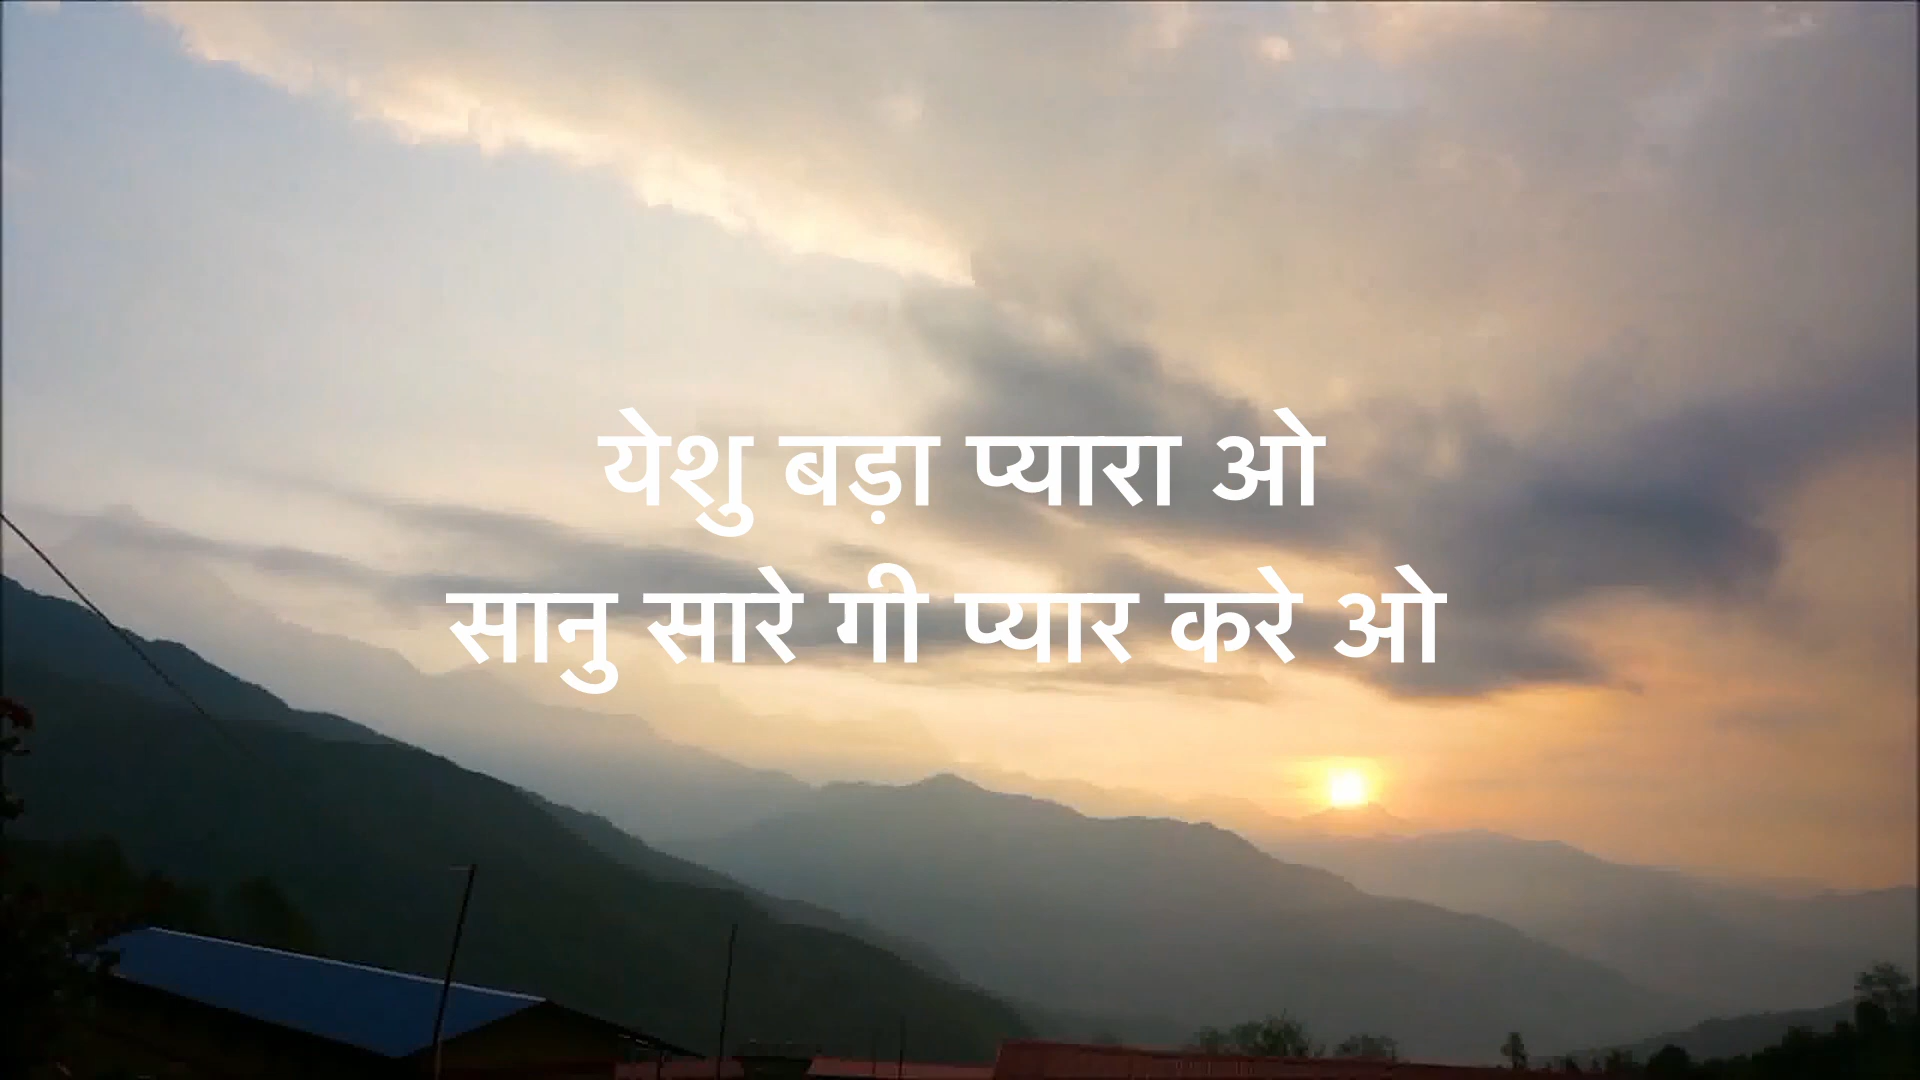 येशु बड़ा प्यारा ओ
सानु सारे गी प्यार करे ओ